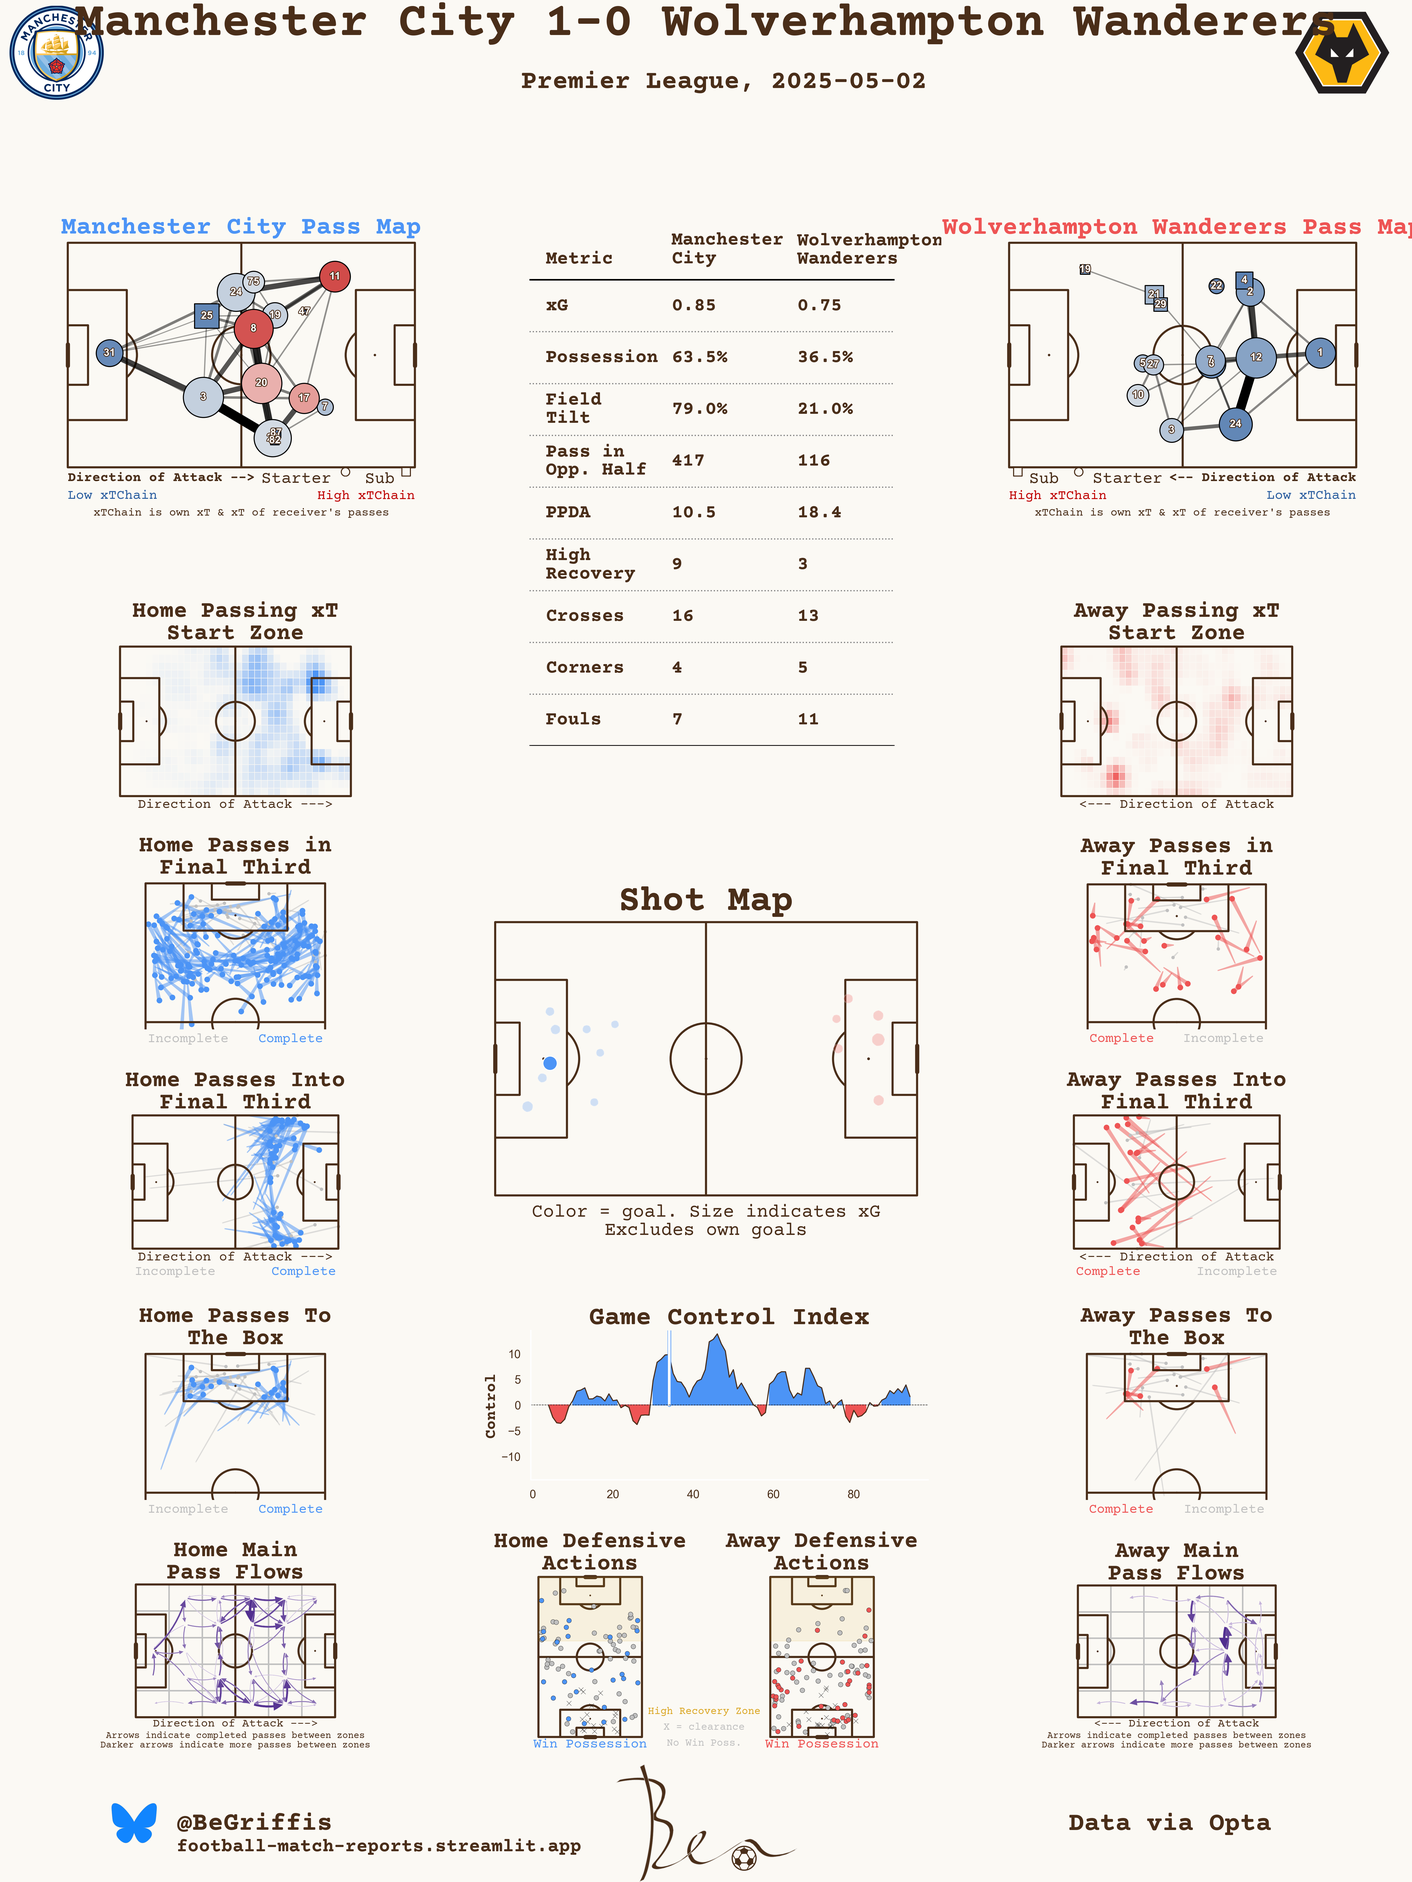 Manchester City 1-0 Wolverhampton Wanderers
MANCHESTER
18 94
CITY
Premier League, 2025-05-02
Manchester City Pass Map
11
75
24
19
47
25
8
31
20
3
17
7
87
82
Direction of Attack --> Starter Sub
Low xTChain High xTChain
xTChain is own xT & xT of receiver's passes
Metric Manchester City Wolverhampton Wanderers
xG 0.85 0.75
Possession 63.5% 36.5%
Field Tilt 79.0% 21.0%
Pass in Opp. Half 417 116
PPDA 10.5 18.4
High Recovery 9 3
Crosses 16 13
Corners 4 5
Fouls 7 11
Wolverhampton Wanderers Pass Map
19
4
22
2
21
29
7
12
1
5
27
10
24
3
Sub Starter <-- Direction of Attack
High xTChain Low xTChain
xTChain is own xT & xT of receiver's passes
Home Passing xT
Start Zone
Direction of Attack --->
Away Passing xT
Start Zone
<--- Direction of Attack
Home Passes in
Final Third
Incomplete Complete
Away Passes in
Final Third
Complete Incomplete
Shot Map
Color = goal. Size indicates xG
Excludes own goals
Home Passes Into
Final Third
Direction of Attack --->
Incomplete Complete
Away Passes Into
Final Third
<--- Direction of Attack
Complete Incomplete
Home Passes To
The Box
Incomplete Complete
Game Control Index
Control
10
5
0
−5
−10
0 20 40 60 80
Away Passes To
The Box
Complete Incomplete
Home Main
Pass Flows
Direction of Attack --->
Arrows indicate completed passes between zones
Darker arrows indicate more passes between zones
Home Defensive
Actions
Win Possession
High Recovery Zone
X = clearance
No Win Poss.
Away Defensive
Actions
Win Possession
Away Main
Pass Flows
<--- Direction of Attack
Arrows indicate completed passes between zones
Darker arrows indicate more passes between zones
@BeGriffis
football-match-reports.streamlit.app
Ben
Data via Opta